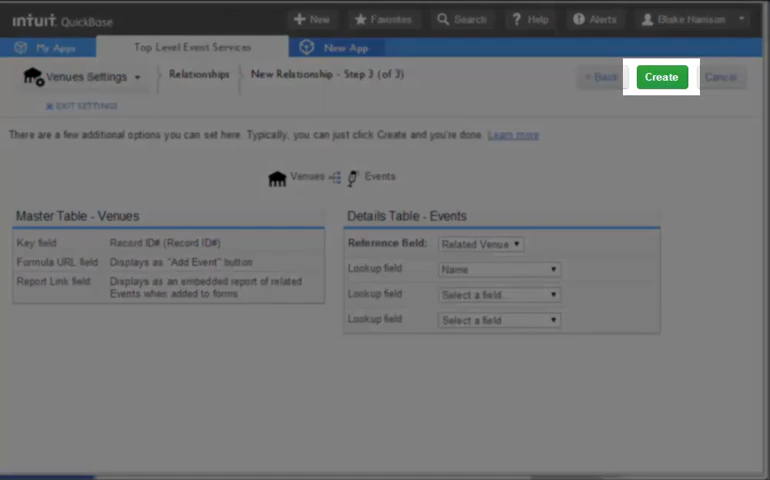 intuit QuickBase
New
Favorites
Search
Help
Alerts
Blake Harrison
My Apps
Top Level Event Services
New App
Venues Settings
Relationships
New Relationship - Step 3 (of 3)
< Back
Create
Cancel
EXIT SETTINGS
There are a few additional options you can set here. Typically, you can just click Create and you're done. Learn more
Venues
Events
Master Table - Venues
Key field Record ID# (Record ID#)
Formula URL field Displays as "Add Event" button
Report Link field: Displays as an embedded report of related
Events when added to forms
Details Table - Events
Reference field: Related Venue
Lookup field Name
Lookup field Select a field
Lookup field Select a field